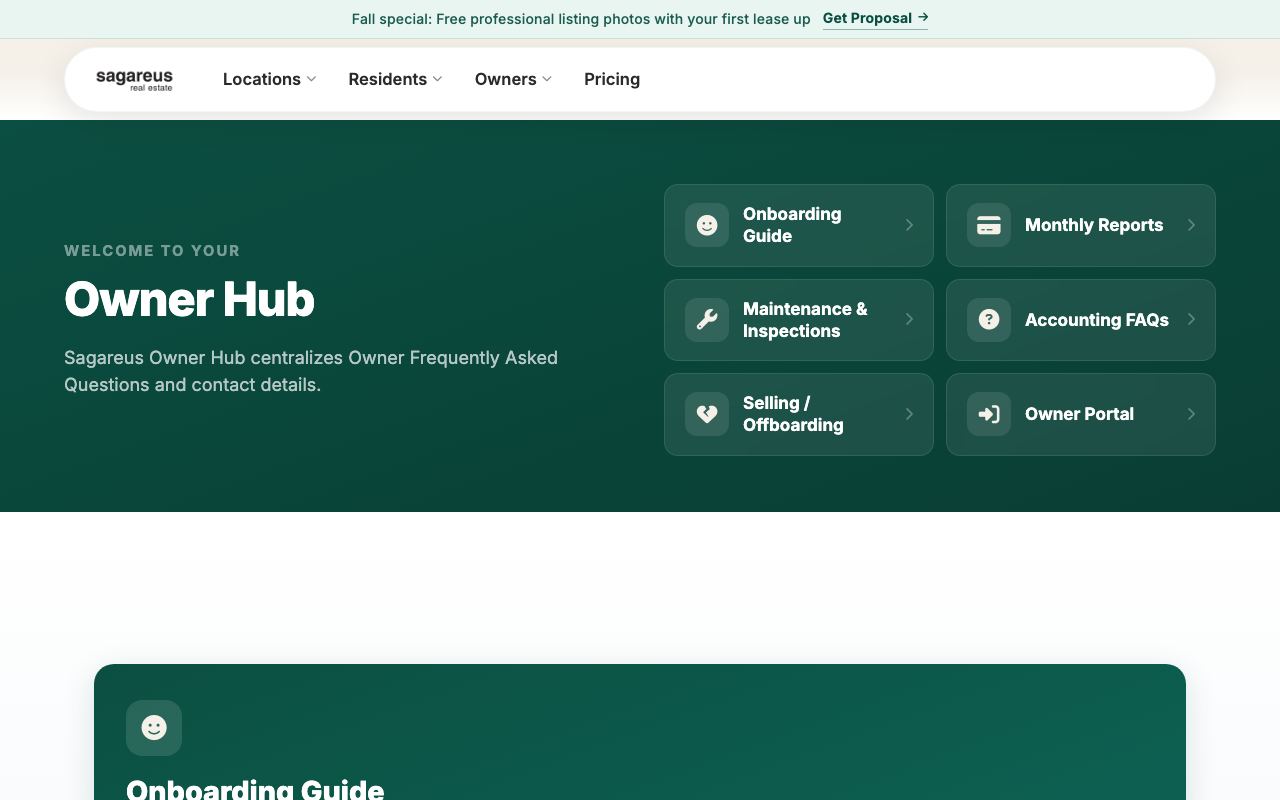 Fall special: Free professional listing photos with your first lease up Get Proposal →
sagareus
real estate
Locations Residents Owners Pricing
WELCOME TO YOUR
Owner Hub
Sagareus Owner Hub centralizes Owner Frequently Asked
Questions and contact details.
Onboarding
Guide
Monthly Reports
Maintenance &
Inspections
Accounting FAQs
Selling /
Offboarding
Owner Portal
Onboarding Guide